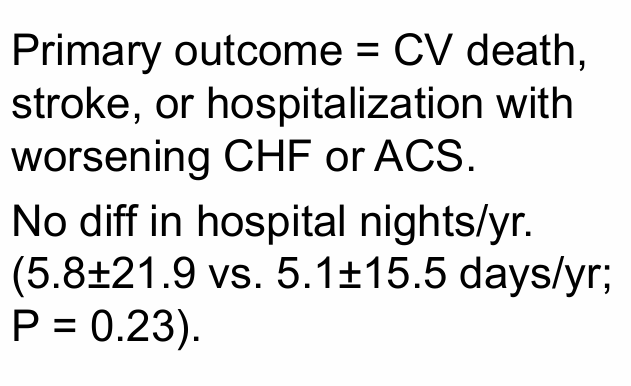 Primary outcome = CV death,
stroke, or hospitalization with
worsening CHF or ACS.
No diff in hospital nights/yr.
(5.8±21.9 vs. 5.1±15.5 days/yr;
P = 0.23).